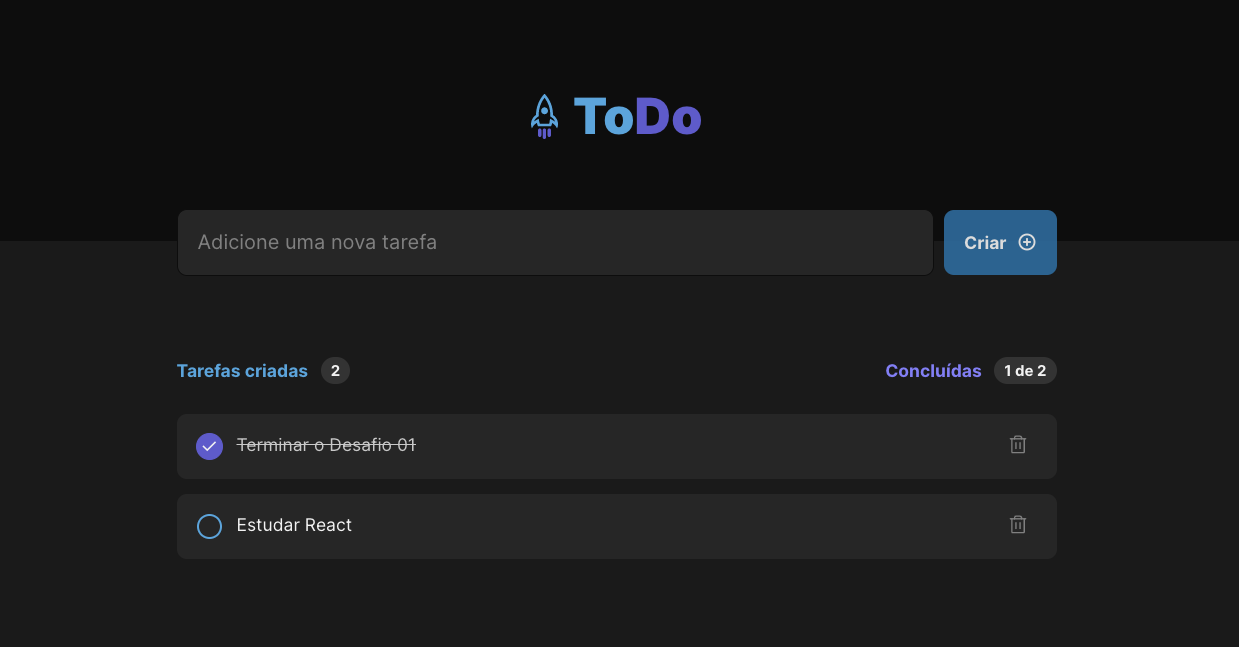 ToDo
Adicione uma nova tarefa
Criar
Tarefas criadas 2
Concluídas 1 de 2
Terminar o Desafio 01
Estudar React